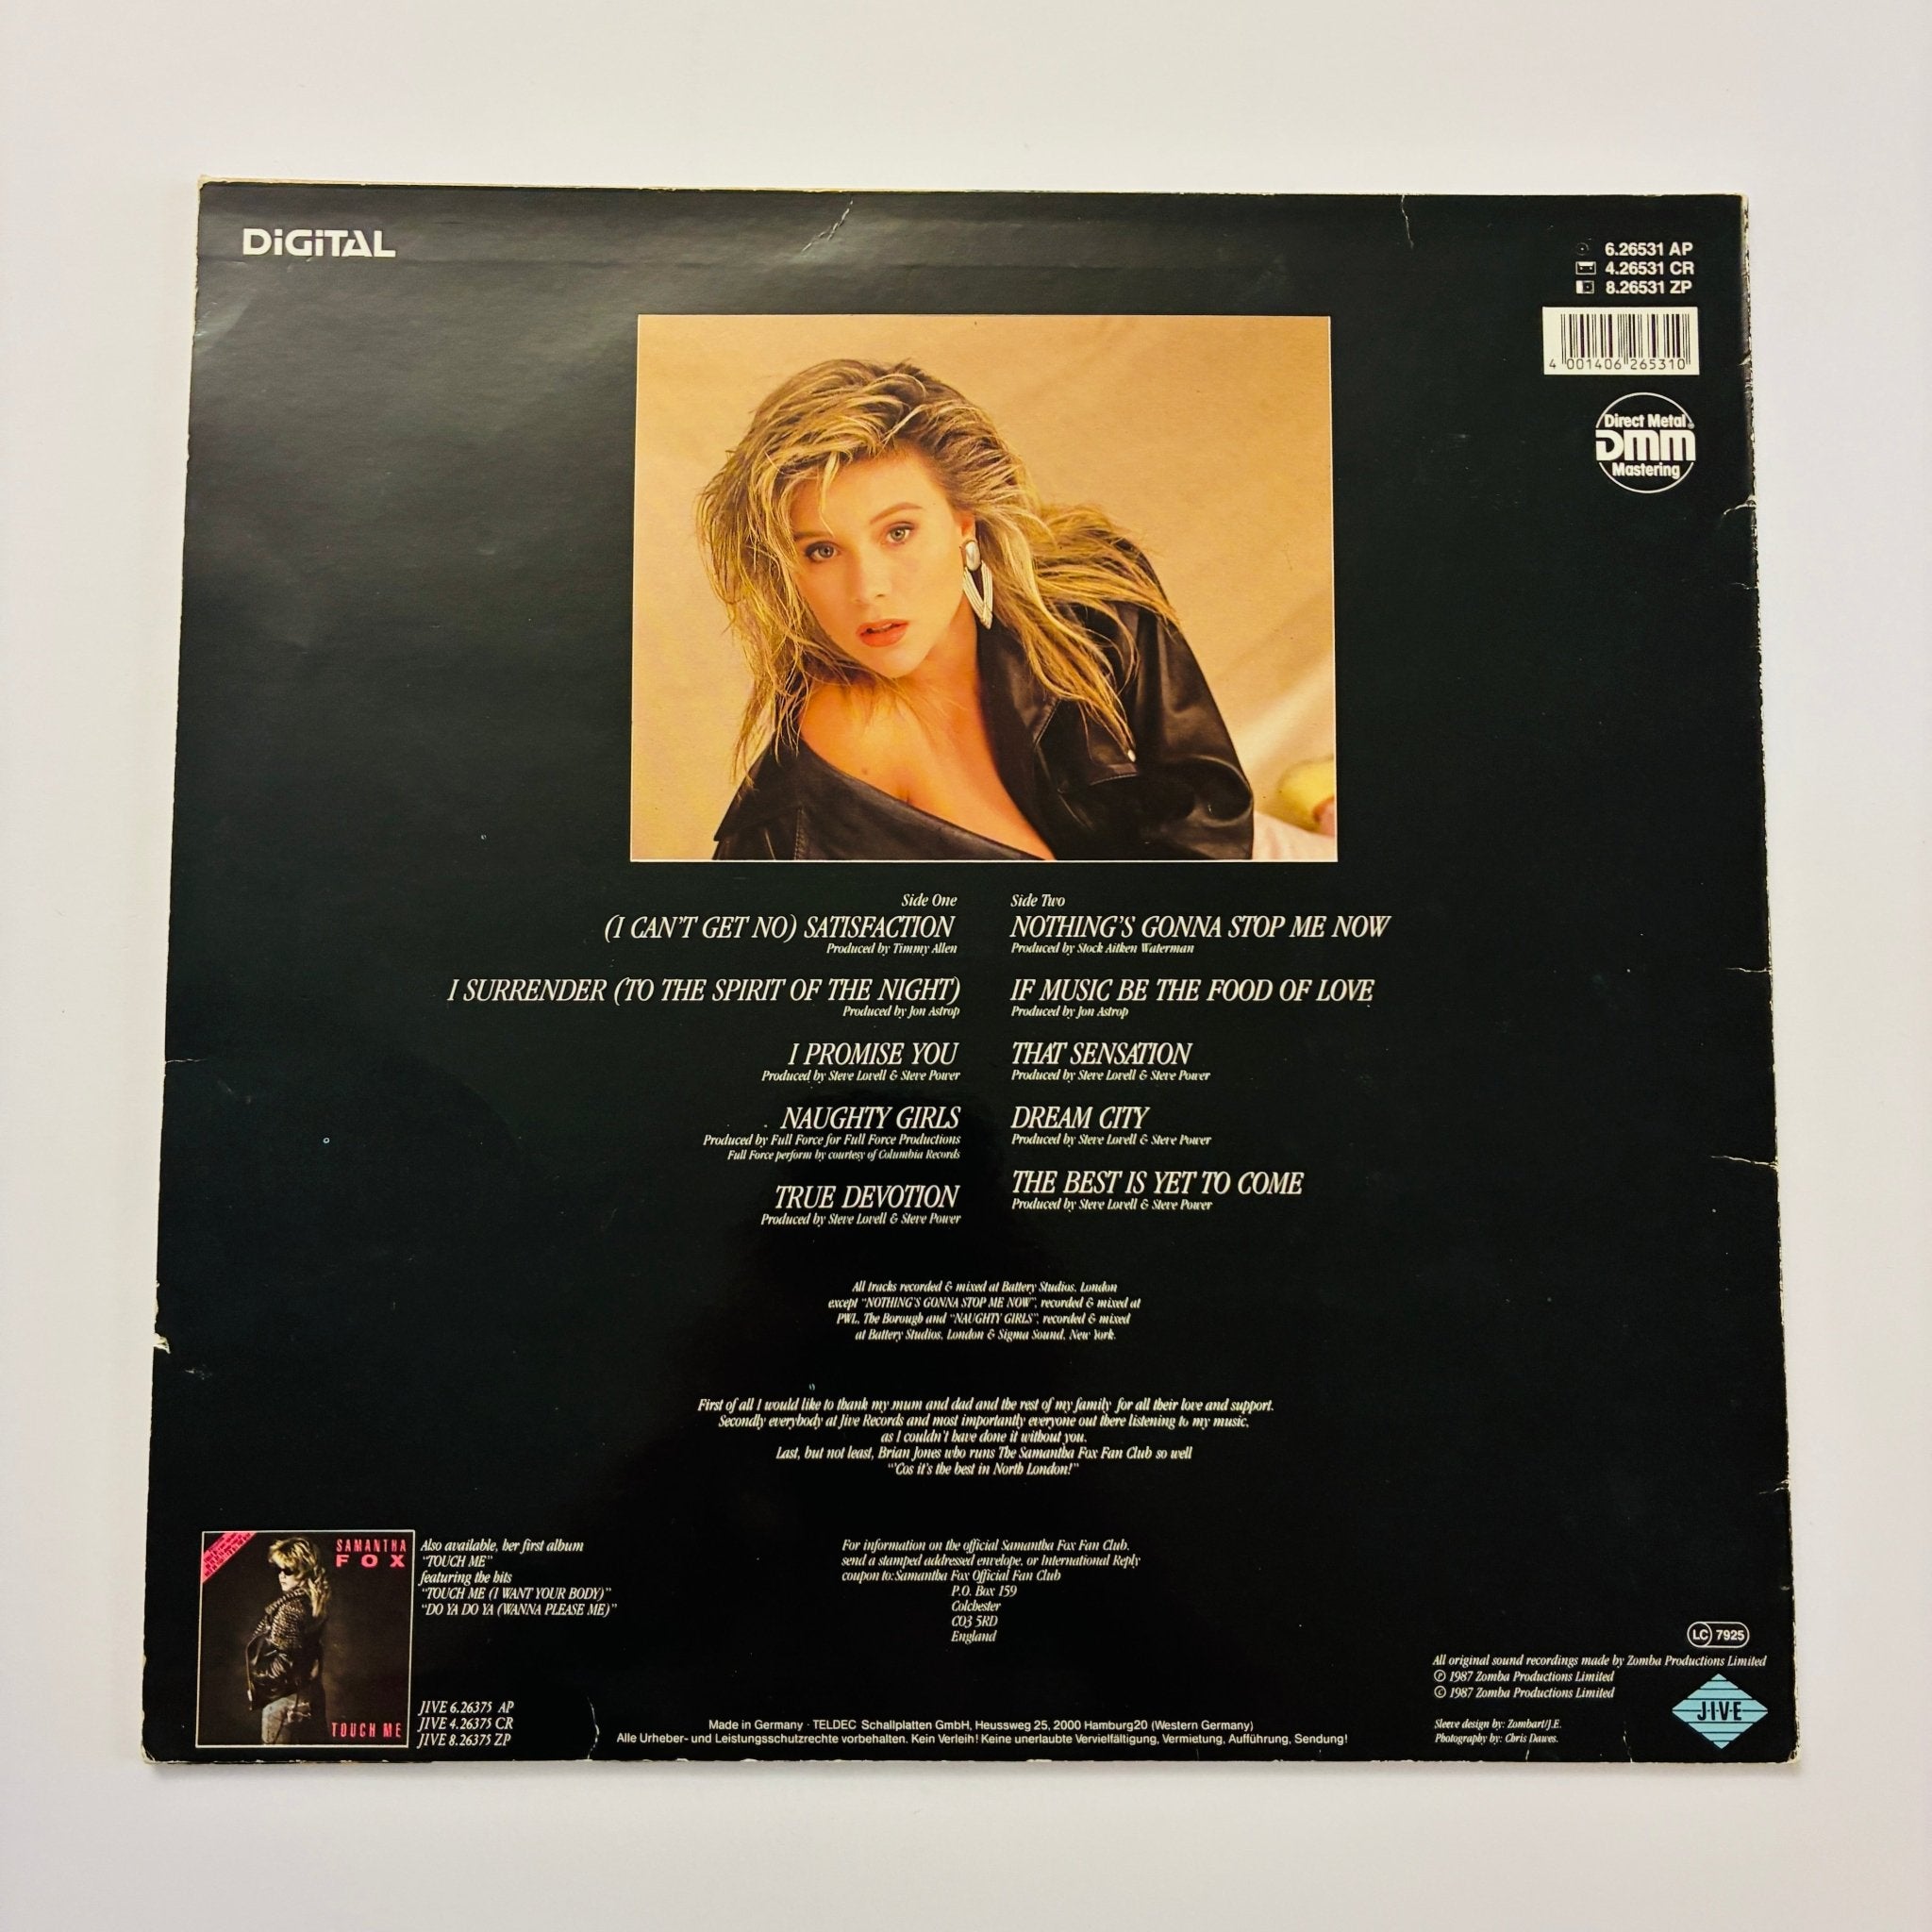 DiGiTAL
6.26531 AP
4.26531 CR
8.26531 ZP
4 001406 265310
Direct Metal
DMM
Mastering
Side One
(I CAN'T GET NO) SATISFACTION
Produced by Timmy Allen
I SURRENDER (TO THE SPIRIT OF THE NIGHT)
Produced by Jon Astrop
I PROMISE YOU
Produced by Steve Lovell & Steve Power
NAUGHTY GIRLS
Produced by Full Force for Full Force Productions
Full Force perform by courtesy of Columbia Records
TRUE DEVOTION
Produced by Steve Lovell & Steve Power
Side Two
NOTHING'S GONNA STOP ME NOW
Produced by Stock Aitken Waterman
IF MUSIC BE THE FOOD OF LOVE
Produced by Jon Astrop
THAT SENSATION
Produced by Steve Lovell & Steve Power
DREAM CITY
Produced by Steve Lovell & Steve Power
THE BEST IS YET TO COME
Produced by Steve Lovell & Steve Power
All tracks recorded & mixed at Battery Studios, London
except "NOTHING'S GONNA STOP ME NOW", recorded & mixed at
PWL, The Borough and "NAUGHTY GIRLS", recorded & mixed
at Battery Studios, London & Sigma Sound, New York.
First of all I would like to thank my mum and dad and the rest of my family for all their love and support.
Secondly everybody at Jive Records and most importantly everyone out there listening to my music,
as I couldn't have done it without you.
Last, but not least, Brian Jones who runs The Samantha Fox Fan Club so well
"'Cos it's the best in North London!"
SAMANTHA
FOX
TOUCH ME
Also available, her first album
"TOUCH ME"
featuring the hits
"TOUCH ME (I WANT YOUR BODY)"
"DO YA DO YA (WANNA PLEASE ME)"
JIVE 6.26375 AP
JIVE 4.26375 CR
JIVE 8.26375 ZP
For information on the official Samantha Fox Fan Club,
send a stamped addressed envelope, or International Reply
coupon to: Samantha Fox Official Fan Club
P.O. Box 159
Colchester
CO3 5RD
England
Made in Germany · TELDEC Schallplatten GmbH, Heussweg 25, 2000 Hamburg20 (Western Germany)
Alle Urheber- und Leistungsschutzrechte vorbehalten. Kein Verleih! Keine unerlaubte Vervielfältigung, Vermietung, Aufführung, Sendung!
LC 7925
All original sound recordings made by Zomba Productions Limited
℗ 1987 Zomba Productions Limited
© 1987 Zomba Productions Limited
Sleeve design by: Zombart/J.E.
Photography by: Chris Dawes.
J·I·V·E